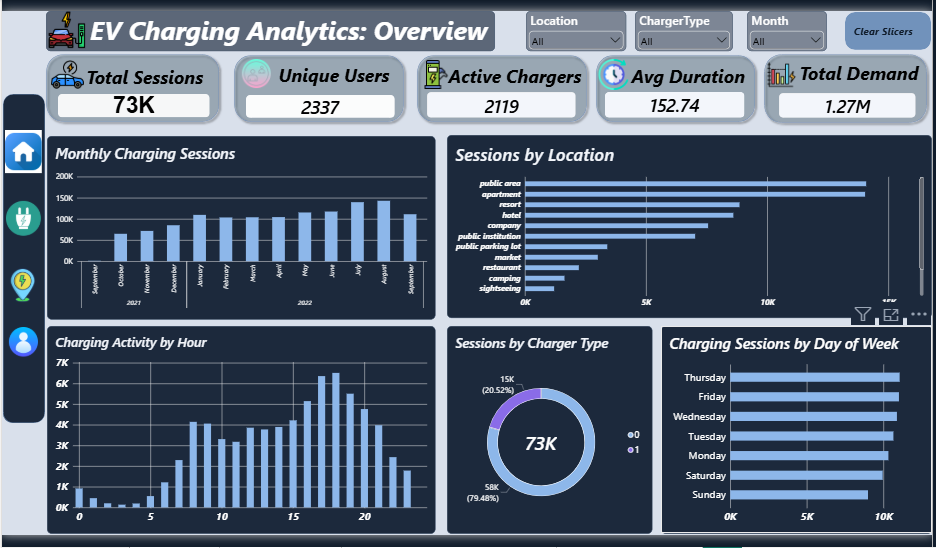 EV Charging Analytics: Overview
Location
All
ChargerType
All
Month
All
Clear Slicers
Total Sessions
73K
Unique Users
2337
Active Chargers
2119
Avg Duration
152.74
Total Demand
1.27M
Monthly Charging Sessions
200K
150K
100K
50K
0K
September
October
November
December
January
February
March
April
May
June
July
August
September
2021
2022
Sessions by Location
public area
apartment
resort
hotel
company
public institution
public parking lot
market
restaurant
camping
sightseeing
0K
5K
10K
Charging Activity by Hour
7K
6K
5K
4K
3K
2K
1K
0K
0
5
10
15
20
Sessions by Charger Type
15K
(20.52%)
73K
58K
(79.48%)
0
1
Charging Sessions by Day of Week
Thursday
Friday
Wednesday
Tuesday
Monday
Saturday
Sunday
0K
5K
10K